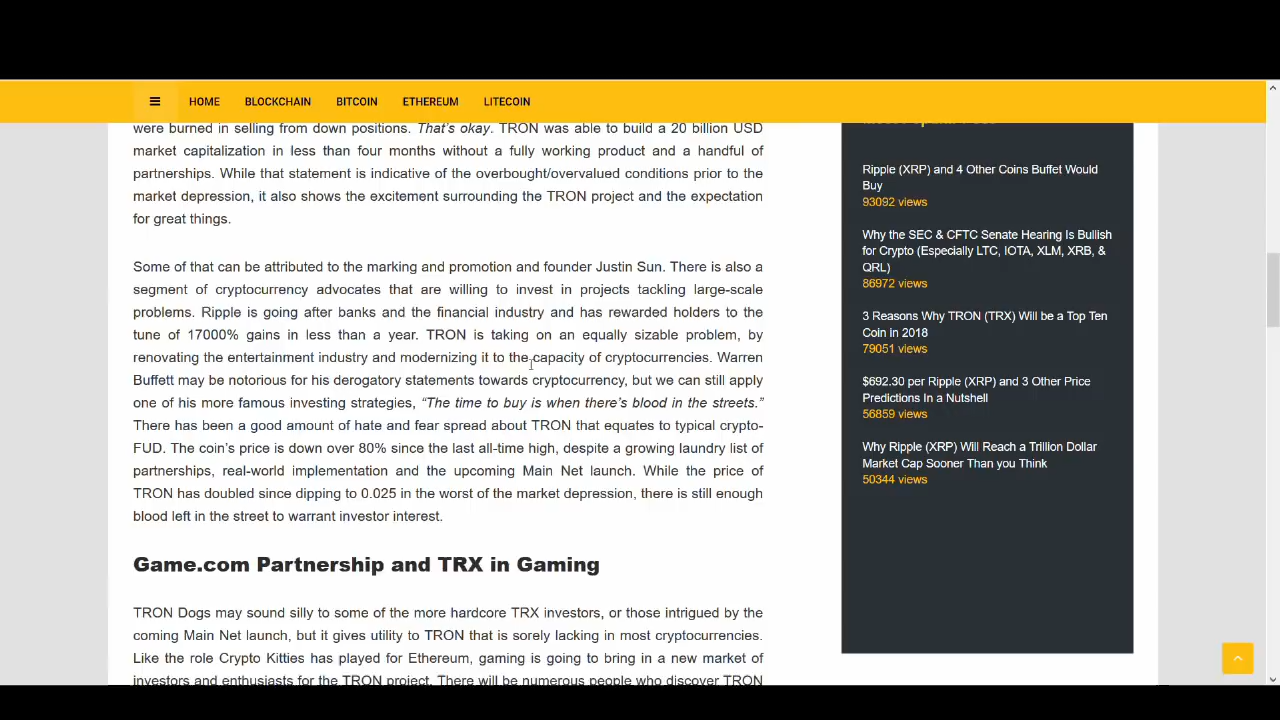 HOME BLOCKCHAIN BITCOIN ETHEREUM LITECOIN
were burned in selling from down positions. That's okay. TRON was able to build a 20 billion USD
market capitalization in less than four months without a fully working product and a handful of
partnerships. While that statement is indicative of the overbought/overvalued conditions prior to the
market depression, it also shows the excitement surrounding the TRON project and the expectation
for great things.
Some of that can be attributed to the marking and promotion and founder Justin Sun. There is also a
segment of cryptocurrency advocates that are willing to invest in projects tackling large-scale
problems. Ripple is going after banks and the financial industry and has rewarded holders to the
tune of 17000% gains in less than a year. TRON is taking on an equally sizable problem, by
renovating the entertainment industry and modernizing it to the capacity of cryptocurrencies. Warren
Buffett may be notorious for his derogatory statements towards cryptocurrency, but we can still apply
one of his more famous investing strategies, “The time to buy is when there's blood in the streets.”
There has been a good amount of hate and fear spread about TRON that equates to typical crypto-
FUD. The coin's price is down over 80% since the last all-time high, despite a growing laundry list of
partnerships, real-world implementation and the upcoming Main Net launch. While the price of
TRON has doubled since dipping to 0.025 in the worst of the market depression, there is still enough
blood left in the street to warrant investor interest.
Game.com Partnership and TRX in Gaming
TRON Dogs may sound silly to some of the more hardcore TRX investors, or those intrigued by the
coming Main Net launch, but it gives utility to TRON that is sorely lacking in most cryptocurrencies.
Like the role Crypto Kitties has played for Ethereum, gaming is going to bring in a new market of
investors and enthusiasts for the TRON project. There will be numerous people who discover TRON
Ripple (XRP) and 4 Other Coins Buffet Would
Buy
93092 views
Why the SEC & CFTC Senate Hearing Is Bullish
for Crypto (Especially LTC, IOTA, XLM, XRB, &
QRL)
86972 views
3 Reasons Why TRON (TRX) Will be a Top Ten
Coin in 2018
79051 views
$692.30 per Ripple (XRP) and 3 Other Price
Predictions In a Nutshell
56859 views
Why Ripple (XRP) Will Reach a Trillion Dollar
Market Cap Sooner Than you Think
50344 views